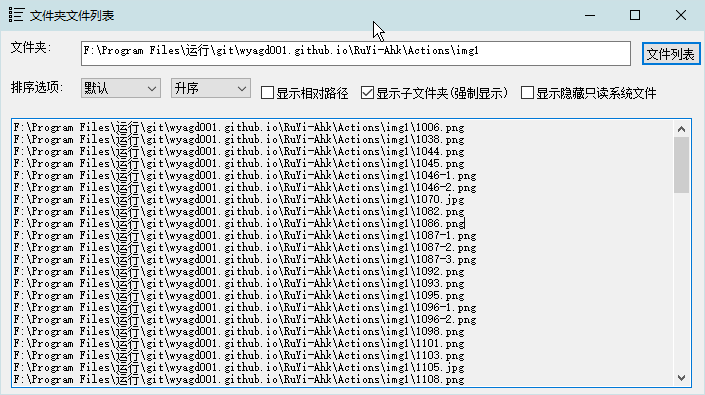 文件夹文件列表
文件夹: F:\Program Files\运行\git\wyagd001.github.io\RuYi-Ahk\Actions\img1 文件列表
排序选项: 默认 升序 显示相对路径 显示子文件夹(强制显示) 显示隐藏只读系统文件
F:\Program Files\运行\git\wyagd001.github.io\RuYi-Ahk\Actions\img1\1006.png
F:\Program Files\运行\git\wyagd001.github.io\RuYi-Ahk\Actions\img1\1038.png
F:\Program Files\运行\git\wyagd001.github.io\RuYi-Ahk\Actions\img1\1044.png
F:\Program Files\运行\git\wyagd001.github.io\RuYi-Ahk\Actions\img1\1045.png
F:\Program Files\运行\git\wyagd001.github.io\RuYi-Ahk\Actions\img1\1046-1.png
F:\Program Files\运行\git\wyagd001.github.io\RuYi-Ahk\Actions\img1\1046-2.png
F:\Program Files\运行\git\wyagd001.github.io\RuYi-Ahk\Actions\img1\1070.jpg
F:\Program Files\运行\git\wyagd001.github.io\RuYi-Ahk\Actions\img1\1082.png
F:\Program Files\运行\git\wyagd001.github.io\RuYi-Ahk\Actions\img1\1086.png
F:\Program Files\运行\git\wyagd001.github.io\RuYi-Ahk\Actions\img1\1087-1.png
F:\Program Files\运行\git\wyagd001.github.io\RuYi-Ahk\Actions\img1\1087-2.png
F:\Program Files\运行\git\wyagd001.github.io\RuYi-Ahk\Actions\img1\1087-3.png
F:\Program Files\运行\git\wyagd001.github.io\RuYi-Ahk\Actions\img1\1092.png
F:\Program Files\运行\git\wyagd001.github.io\RuYi-Ahk\Actions\img1\1093.png
F:\Program Files\运行\git\wyagd001.github.io\RuYi-Ahk\Actions\img1\1095.png
F:\Program Files\运行\git\wyagd001.github.io\RuYi-Ahk\Actions\img1\1096-1.png
F:\Program Files\运行\git\wyagd001.github.io\RuYi-Ahk\Actions\img1\1096-2.png
F:\Program Files\运行\git\wyagd001.github.io\RuYi-Ahk\Actions\img1\1098.png
F:\Program Files\运行\git\wyagd001.github.io\RuYi-Ahk\Actions\img1\1101.png
F:\Program Files\运行\git\wyagd001.github.io\RuYi-Ahk\Actions\img1\1103.png
F:\Program Files\运行\git\wyagd001.github.io\RuYi-Ahk\Actions\img1\1105.jpg
F:\Program Files\运行\git\wyagd001.github.io\RuYi-Ahk\Actions\img1\1108.png